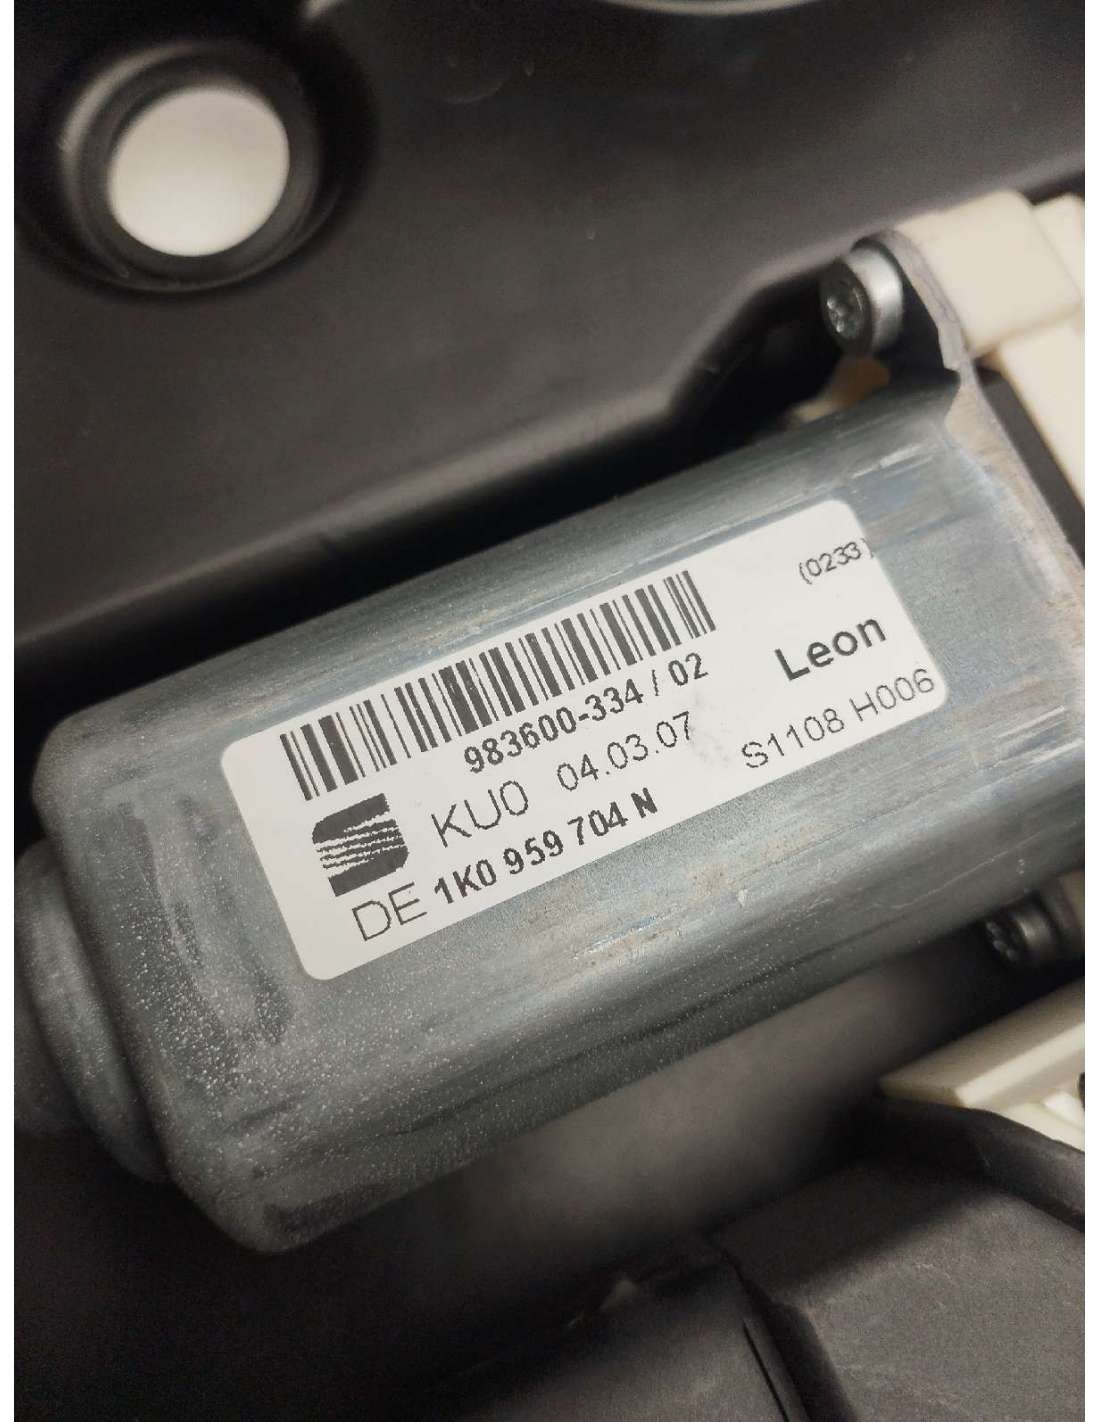 (0233)
983600-334 / 02
Leon
KU0 04.03.07
S1108 H006
DE 1K0 959 704 N